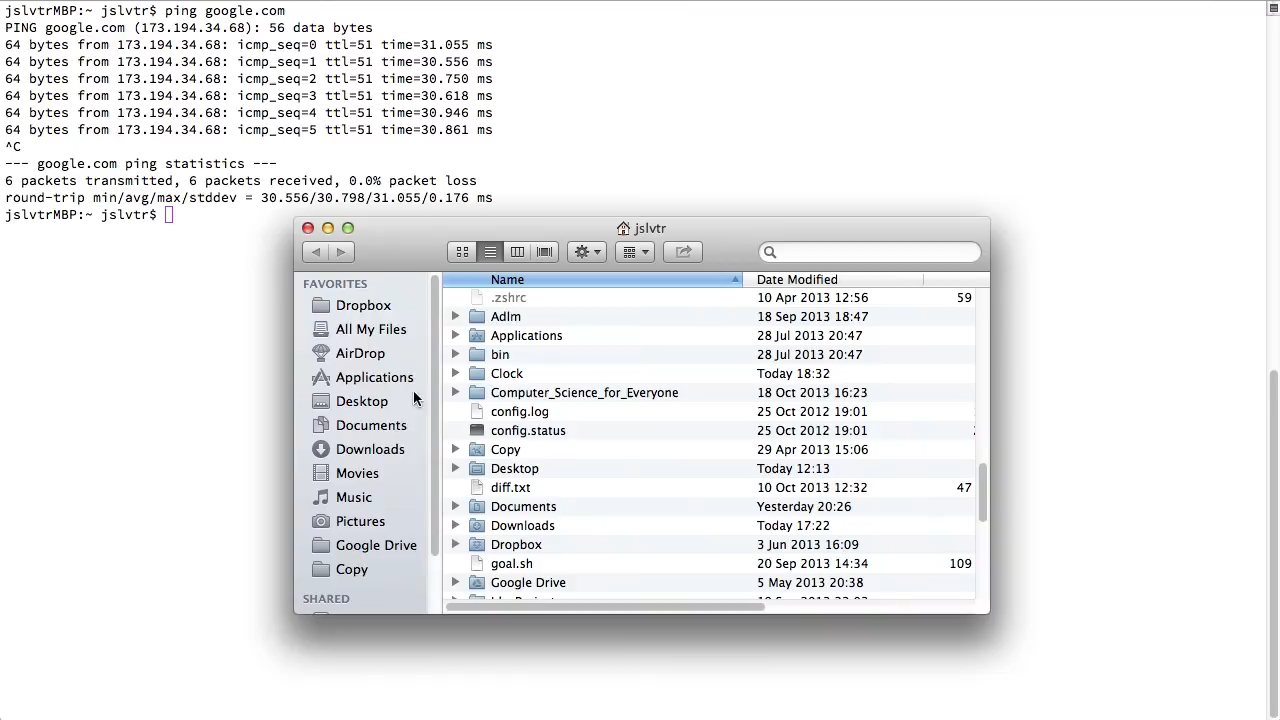 jslvtrMBP:~ jslvtr$ ping google.com
PING google.com (173.194.34.68): 56 data bytes
64 bytes from 173.194.34.68: icmp_seq=0 ttl=51 time=31.055 ms
64 bytes from 173.194.34.68: icmp_seq=1 ttl=51 time=30.556 ms
64 bytes from 173.194.34.68: icmp_seq=2 ttl=51 time=30.750 ms
64 bytes from 173.194.34.68: icmp_seq=3 ttl=51 time=30.618 ms
64 bytes from 173.194.34.68: icmp_seq=4 ttl=51 time=30.946 ms
64 bytes from 173.194.34.68: icmp_seq=5 ttl=51 time=30.861 ms
^C
--- google.com ping statistics ---
6 packets transmitted, 6 packets received, 0.0% packet loss
round-trip min/avg/max/stddev = 30.556/30.798/31.055/0.176 ms
jslvtrMBP:~ jslvtr$
jslvtr
FAVORITES
Dropbox
All My Files
AirDrop
Applications
Desktop
Documents
Downloads
Movies
Music
Pictures
Google Drive
Copy
SHARED
Name Date Modified
.zshrc 10 Apr 2013 12:56 59
Adlm 18 Sep 2013 18:47
Applications 28 Jul 2013 20:47
bin 28 Jul 2013 20:47
Clock Today 18:32
Computer_Science_for_Everyone 18 Oct 2013 16:23
config.log 25 Oct 2012 19:01
config.status 25 Oct 2012 19:01
Copy 29 Apr 2013 15:06
Desktop Today 12:13
diff.txt 10 Oct 2013 12:32 47
Documents Yesterday 20:26
Downloads Today 17:22
Dropbox 3 Jun 2013 16:09
goal.sh 20 Sep 2013 14:34 109
Google Drive 5 May 2013 20:38